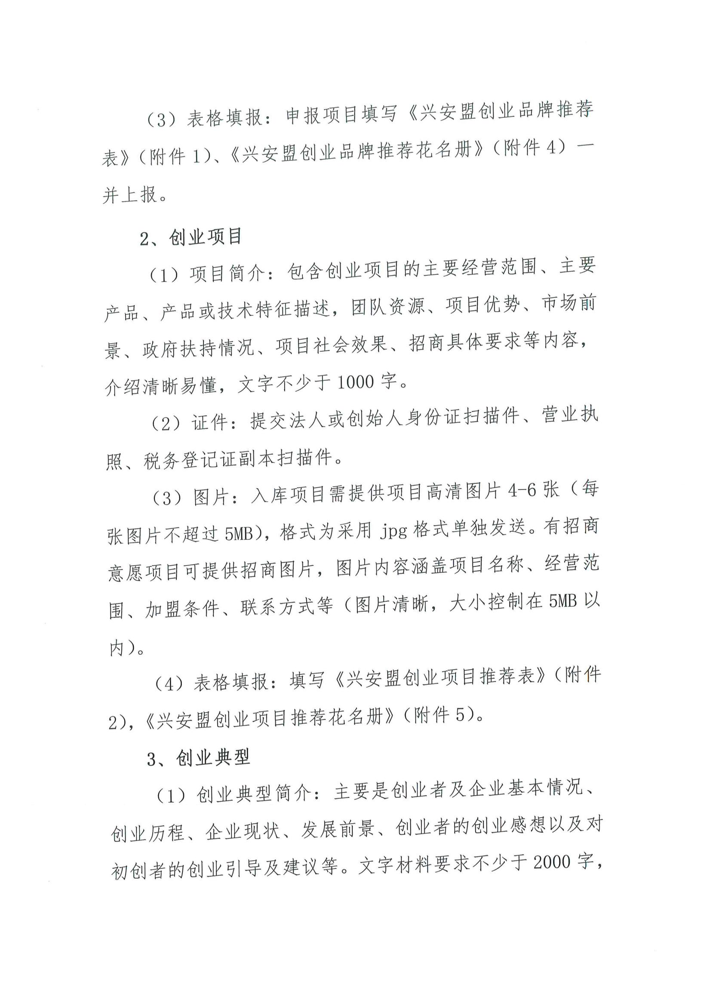 （3）表格填报：申报项目填写《兴安盟创业品牌推荐
表》（附件1）、《兴安盟创业品牌推荐花名册》（附件4）一
并上报。
2、创业项目
（1）项目简介：包含创业项目的主要经营范围、主要
产品、产品或技术特征描述，团队资源、项目优势、市场前
景、政府扶持情况、项目社会效果、招商具体要求等内容，
介绍清晰易懂，文字不少于1000字。
（2）证件：提交法人或创始人身份证扫描件、营业执
照、税务登记证副本扫描件。
（3）图片：入库项目需提供项目高清图片4-6张（每
张图片不超过5MB），格式为采用jpg格式单独发送。有招商
意愿项目可提供招商图片，图片内容涵盖项目名称、经营范
围、加盟条件、联系方式等（图片清晰，大小控制在5MB以
内）。
（4）表格填报：填写《兴安盟创业项目推荐表》（附件
2），《兴安盟创业项目推荐花名册》（附件5）。
3、创业典型
（1）创业典型简介：主要是创业者及企业基本情况、
创业历程、企业现状、发展前景、创业者的创业感想以及对
初创者的创业引导及建议等。文字材料要求不少于2000字，